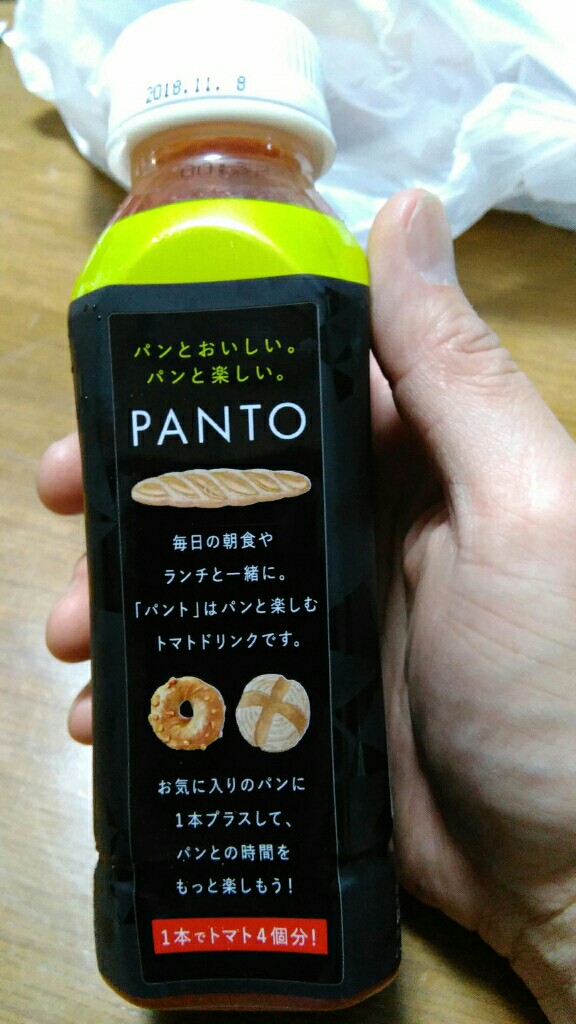 2018.11. 8
パンとおいしい。
パンと楽しい。
PANTO
毎日の朝食や
ランチと一緒に。
「パント」はパンと楽しむ
トマトドリンクです。
お気に入りのパンに
1本プラスして、
パンとの時間を
もっと楽しもう!
1本でトマト4個分!